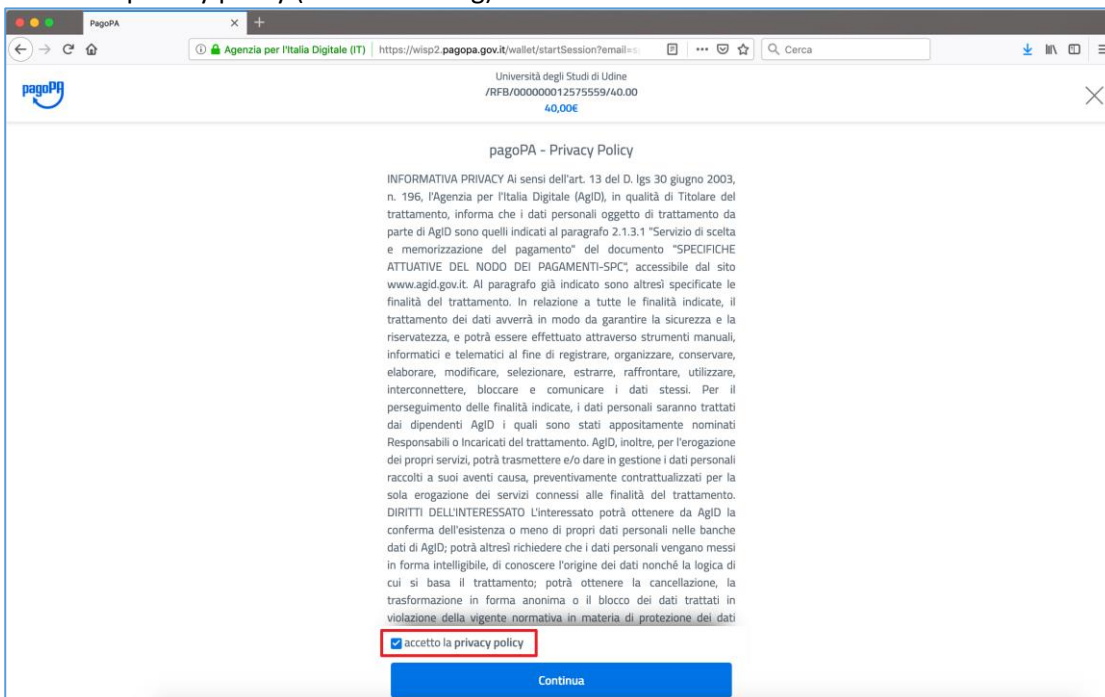 PagoPA
Agenzia per l'Italia Digitale (IT)
https://wisp2.pagopa.gov.it/wallet/startSession?email=
Cerca
pagoPA
Università degli Studi di Udine
/RFB/000000012575559/40.00
40,00€
pagoPA - Privacy Policy
INFORMATIVA PRIVACY Ai sensi dell'art. 13 del D. lgs 30 giugno 2003,
n. 196, l'Agenzia per l'Italia Digitale (AgID), in qualità di Titolare del
trattamento, informa che i dati personali oggetto di trattamento da
parte di AgID sono quelli indicati al paragrafo 2.1.3.1 "Servizio di scelta
e memorizzazione del pagamento" del documento "SPECIFICHE
ATTUATIVE DEL NODO DEI PAGAMENTI-SPC", accessibile dal sito
www.agid.gov.it. Al paragrafo già indicato sono altresì specificate le
finalità del trattamento. In relazione a tutte le finalità indicate, il
trattamento dei dati avverrà in modo da garantire la sicurezza e la
riservatezza, e potrà essere effettuato attraverso strumenti manuali,
informatici e telematici al fine di registrare, organizzare, conservare,
elaborare, modificare, selezionare, estrarre, raffrontare, utilizzare,
interconnettere, bloccare e comunicare i dati stessi. Per il
perseguimento delle finalità indicate, i dati personali saranno trattati
dai dipendenti AgID i quali sono stati appositamente nominati
Responsabili o Incaricati del trattamento. AgID, inoltre, per l'erogazione
dei propri servizi, potrà trasmettere e/o dare in gestione i dati personali
raccolti a suoi aventi causa, preventivamente contrattualizzati per la
sola erogazione dei servizi connessi alle finalità del trattamento.
DIRITTI DELL'INTERESSATO L'interessato potrà ottenere da AgID la
conferma dell'esistenza o meno di propri dati personali nelle banche
dati di AgID; potrà altresì richiedere che i dati personali vengano messi
in forma intelligibile, di conoscere l'origine dei dati nonché la logica di
cui si basa il trattamento; potrà ottenere la cancellazione, la
trasformazione in forma anonima o il blocco dei dati trattati in
violazione della vigente normativa in materia di protezione dei dati
accetto la privacy policy
Continua